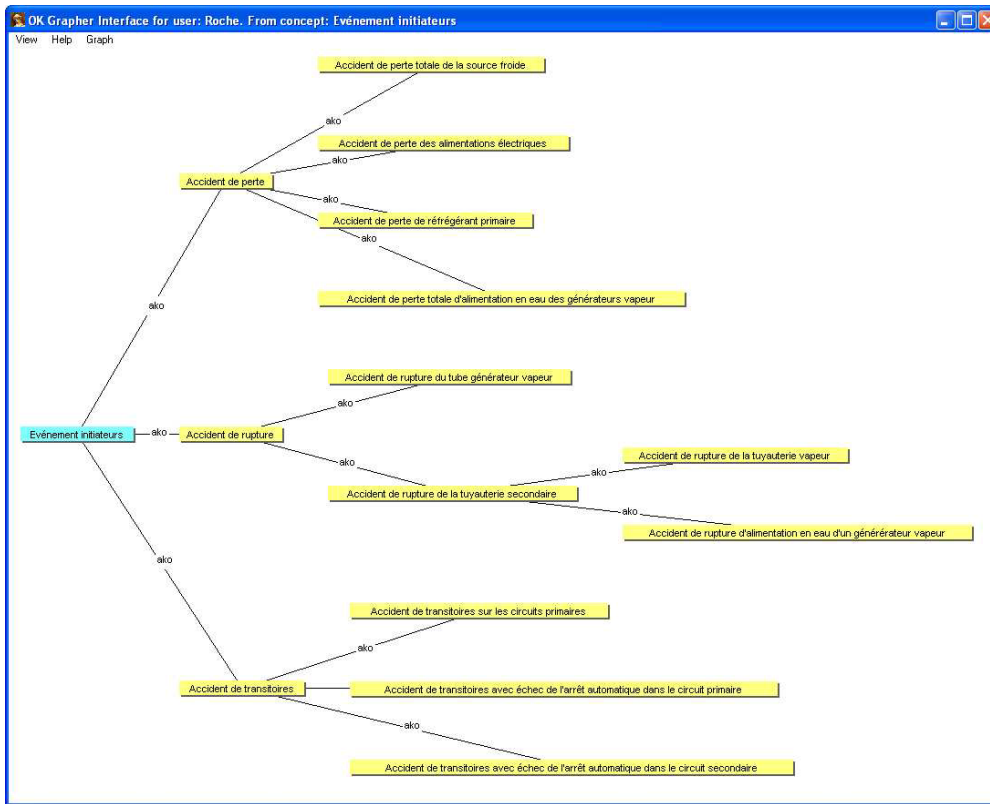 OK Grapher Interface for user: Roche. From concept: Evénement initiateurs
View Help Graph
Accident de perte totale de la source froide
ako
Accident de perte des alimentations électriques
ako
Accident de perte
ako
Accident de perte de réfrégérant primaire
ako
Accident de perte totale d'alimentation en eau des générateurs vapeur
ako
Accident de rupture du tube générateur vapeur
ako
Evénement initiateurs
ako
Accident de rupture
Accident de rupture de la tuyauterie vapeur
ako
ako
Accident de rupture de la tuyauterie secondaire
ako
Accident de rupture d'alimentation en eau d'un générérateur vapeur
ako
Accident de transitoires sur les circuits primaires
ako
Accident de transitoires
Accident de transitoires avec échec de l'arrêt automatique dans le circuit primaire
ako
Accident de transitoires avec échec de l'arrêt automatique dans le circuit secondaire